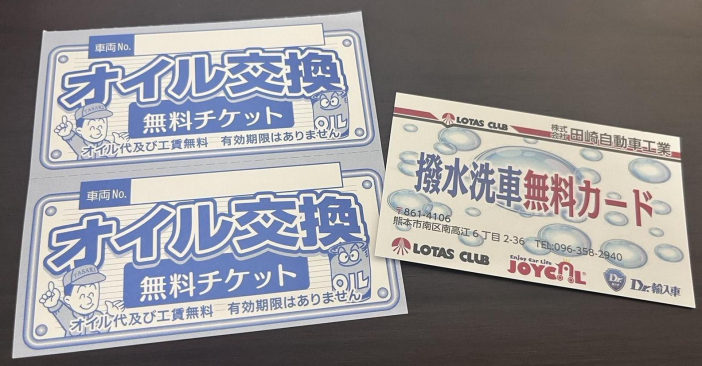 車両No.
オイル交換
無料チケット
オイル代及び工賃無料 有効期限はありません
TASAKI
OIL
車両No.
オイル交換
無料チケット
オイル代及び工賃無料 有効期限はありません
TASAKI
OIL
LOTAS CLUB 株式会社 田崎自動車工業
撥水洗車無料カード
〒861-4106
熊本市南区南高江6丁目2-36 TEL:096-358-2940
LOTAS CLUB
Enjoy Car Life
JOYCAL
Dr.
Dr.輸入車